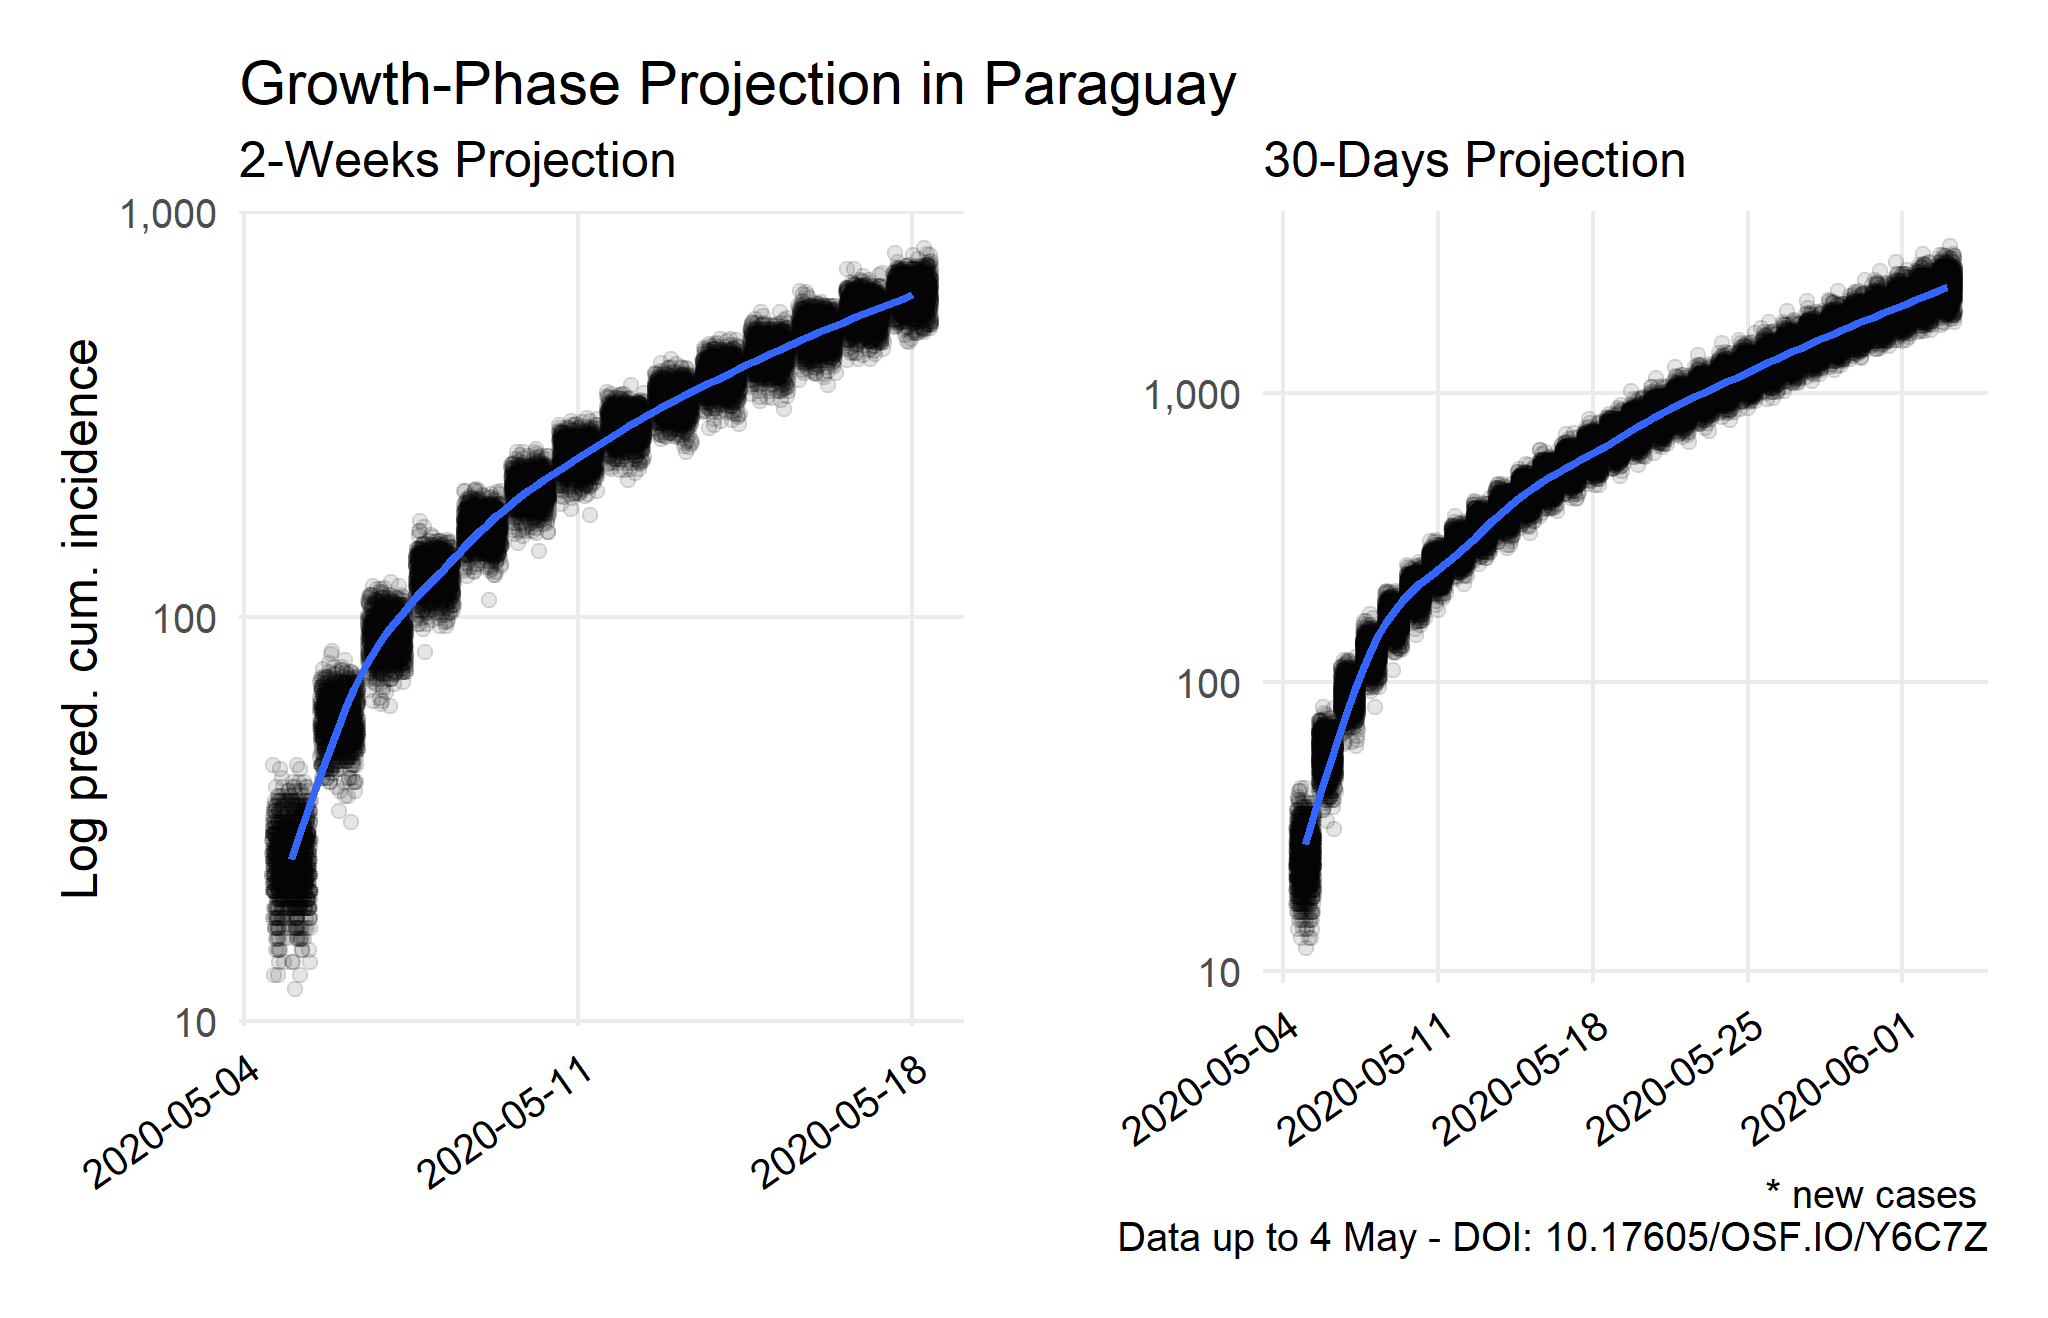 Growth-Phase Projection in Paraguay
2-Weeks Projection
Log pred. cum. incidence
1,000
100
10
2020-05-04
2020-05-11
2020-05-18
30-Days Projection
1,000
100
10
2020-05-04
2020-05-11
2020-05-18
2020-05-25
2020-06-01
* new cases
Data up to 4 May - DOI: 10.17605/OSF.IO/Y6C7Z